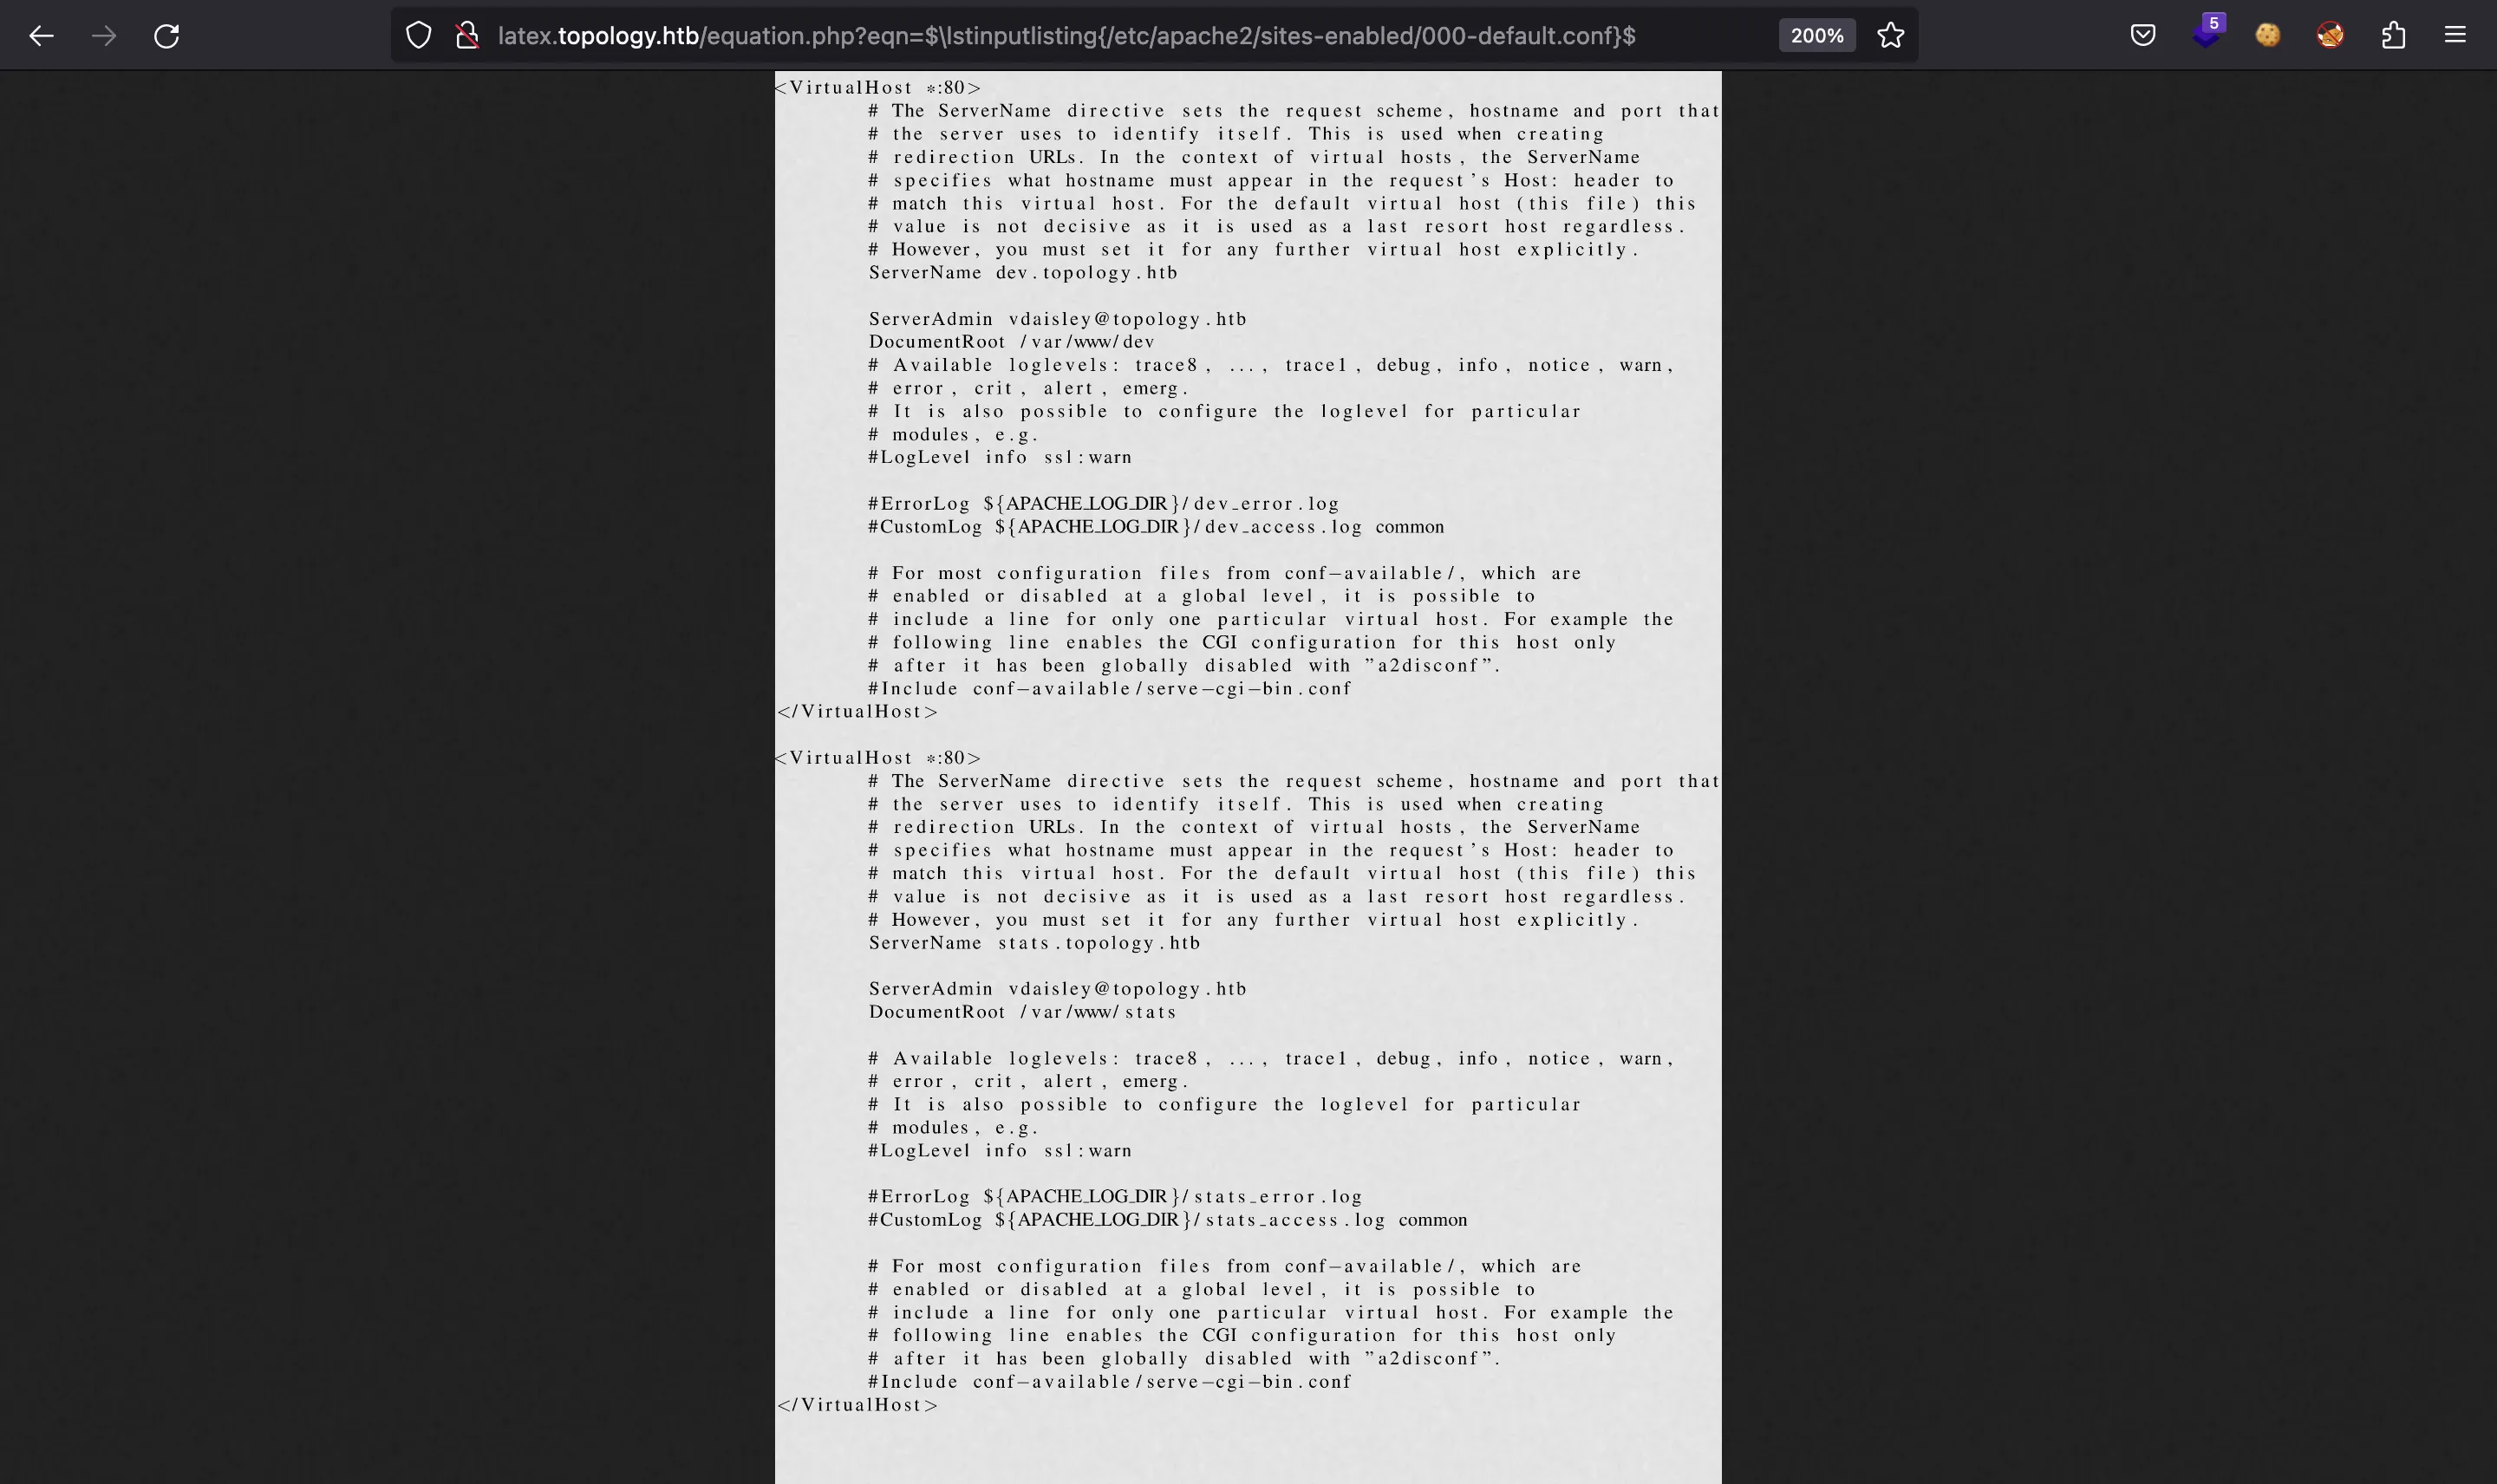 latex.topology.htb/equation.php?eqn=$\lstinputlisting{/etc/apache2/sites-enabled/000-default.conf}$ 200% 5
<VirtualHost *:80>
# The ServerName directive sets the request scheme, hostname and port that
# the server uses to identify itself. This is used when creating
# redirection URLs. In the context of virtual hosts, the ServerName
# specifies what hostname must appear in the request's Host: header to
# match this virtual host. For the default virtual host (this file) this
# value is not decisive as it is used as a last resort host regardless.
# However, you must set it for any further virtual host explicitly.
ServerName dev.topology.htb
ServerAdmin vdaisley@topology.htb
DocumentRoot /var/www/dev
# Available loglevels: trace8, ..., trace1, debug, info, notice, warn,
# error, crit, alert, emerg.
# It is also possible to configure the loglevel for particular
# modules, e.g.
#LogLevel info ssl:warn
#ErrorLog ${APACHE_LOG_DIR}/dev_error.log
#CustomLog ${APACHE_LOG_DIR}/dev_access.log common
# For most configuration files from conf-available/, which are
# enabled or disabled at a global level, it is possible to
# include a line for only one particular virtual host. For example the
# following line enables the CGI configuration for this host only
# after it has been globally disabled with "a2disconf".
#Include conf-available/serve-cgi-bin.conf
</VirtualHost>
<VirtualHost *:80>
# The ServerName directive sets the request scheme, hostname and port that
# the server uses to identify itself. This is used when creating
# redirection URLs. In the context of virtual hosts, the ServerName
# specifies what hostname must appear in the request's Host: header to
# match this virtual host. For the default virtual host (this file) this
# value is not decisive as it is used as a last resort host regardless.
# However, you must set it for any further virtual host explicitly.
ServerName stats.topology.htb
ServerAdmin vdaisley@topology.htb
DocumentRoot /var/www/stats
# Available loglevels: trace8, ..., trace1, debug, info, notice, warn,
# error, crit, alert, emerg.
# It is also possible to configure the loglevel for particular
# modules, e.g.
#LogLevel info ssl:warn
#ErrorLog ${APACHE_LOG_DIR}/stats_error.log
#CustomLog ${APACHE_LOG_DIR}/stats_access.log common
# For most configuration files from conf-available/, which are
# enabled or disabled at a global level, it is possible to
# include a line for only one particular virtual host. For example the
# following line enables the CGI configuration for this host only
# after it has been globally disabled with "a2disconf".
#Include conf-available/serve-cgi-bin.conf
</VirtualHost>